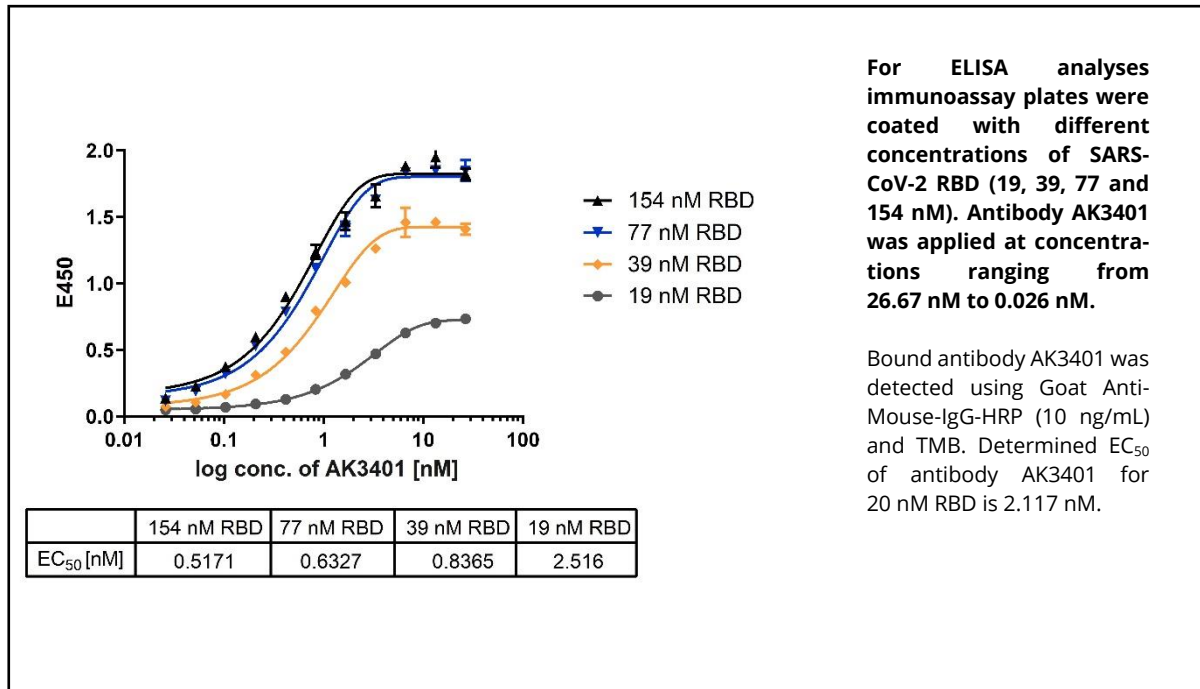 2.0
1.5
1.0
0.5
0.0
E450
0.01 0.1 1 10 100
log conc. of AK3401 [nM]
154 nM RBD
77 nM RBD
39 nM RBD
19 nM RBD
154 nM RBD 77 nM RBD 39 nM RBD 19 nM RBD
EC50 [nM] 0.5171 0.6327 0.8365 2.516
For ELISA analyses
immunoassay plates were
coated with different
concentrations of SARS-
CoV-2 RBD (19, 39, 77 and
154 nM). Antibody AK3401
was applied at concentra-
tions ranging from
26.67 nM to 0.026 nM.
Bound antibody AK3401 was
detected using Goat Anti-
Mouse-IgG-HRP (10 ng/mL)
and TMB. Determined EC50
of antibody AK3401 for
20 nM RBD is 2.117 nM.